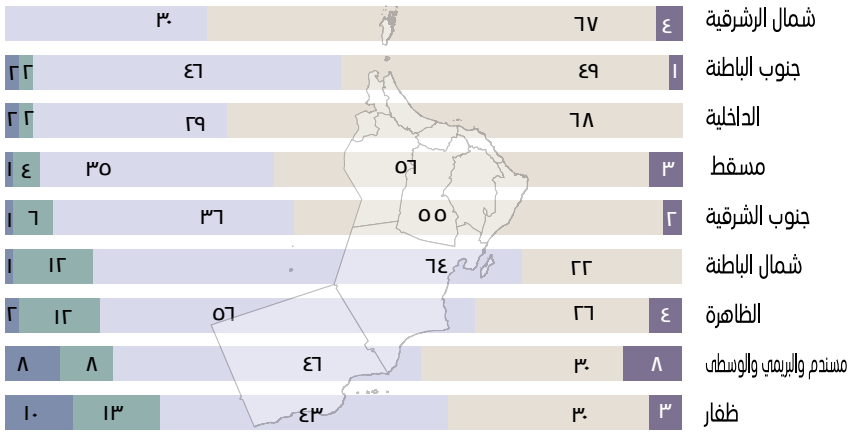 شمال الرشرقية ٤ ٦٧ ٣٠
جنوب الباطنة ١ ٤٩ ٤٦ ٢ ٢
الداخلية ٦٨ ٢٩ ٢ ٢
مسقط ٣ ٥٦ ٣٥ ٤ ١
جنوب الشرقية ٢ ٥٥ ٣٦ ٦ ١
شمال الباطنة ٢٢ ٦٤ ١٢ ١
الظاهرة ٤ ٢٦ ٥٦ ١٢ ٢
مسندم والبريمي والوسطى ٨ ٣٠ ٤٦ ٨ ٨
ظفار ٣ ٣٠ ٤٣ ١٣ ١٠